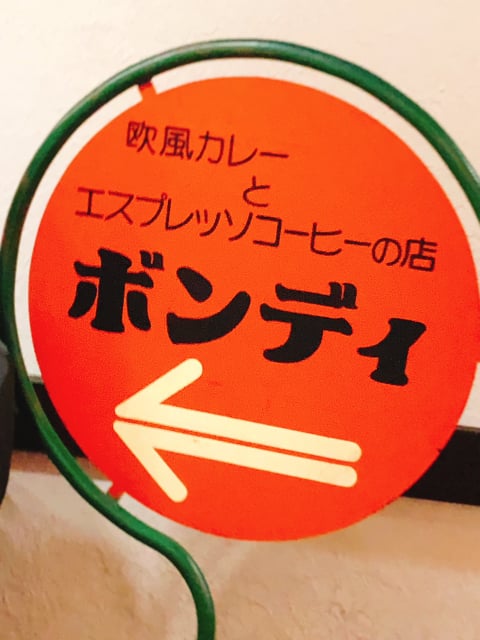 欧風カレー
と
エスプレッソコーヒーの店
ボンディ